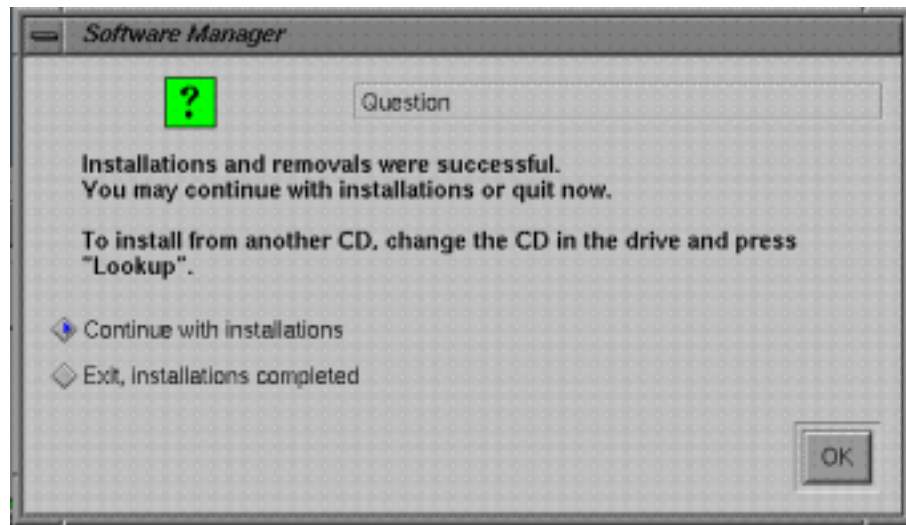 Software Manager
?
Question
Installations and removals were successful.
You may continue with installations or quit now.
To install from another CD, change the CD in the drive and press
"Lookup".
Continue with installations
Exit, installations completed
OK